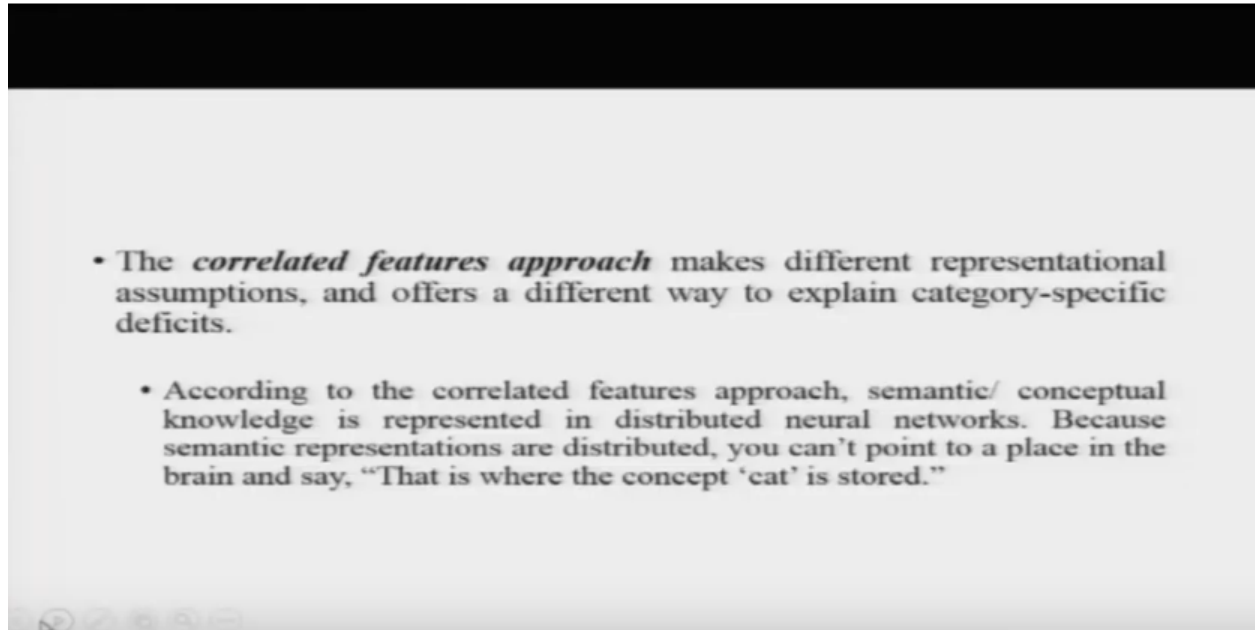 • The correlated features approach makes different representational
assumptions, and offers a different way to explain category-specific
deficits.
• According to the correlated features approach, semantic/ conceptual
knowledge is represented in distributed neural networks. Because
semantic representations are distributed, you can't point to a place in the
brain and say, “That is where the concept ‘cat’ is stored.”